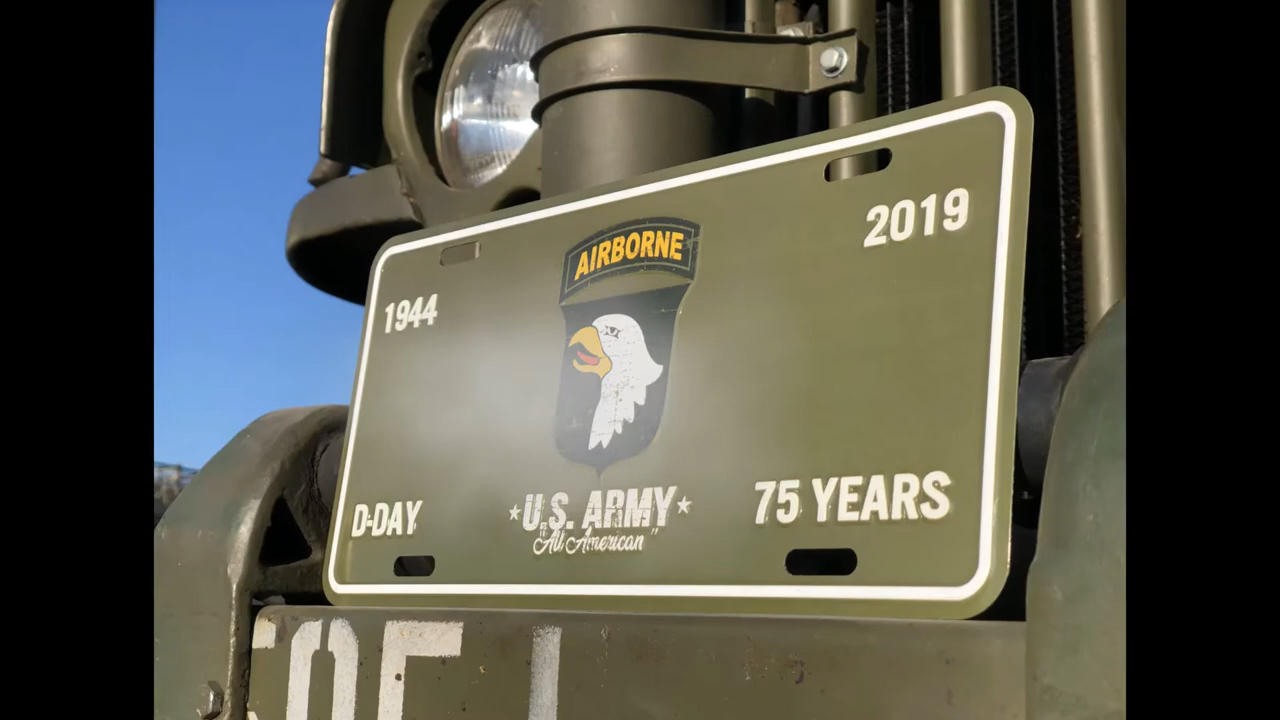 AIRBORNE
2019
1944
D-DAY
U.S. ARMY
"All American"
75 YEARS